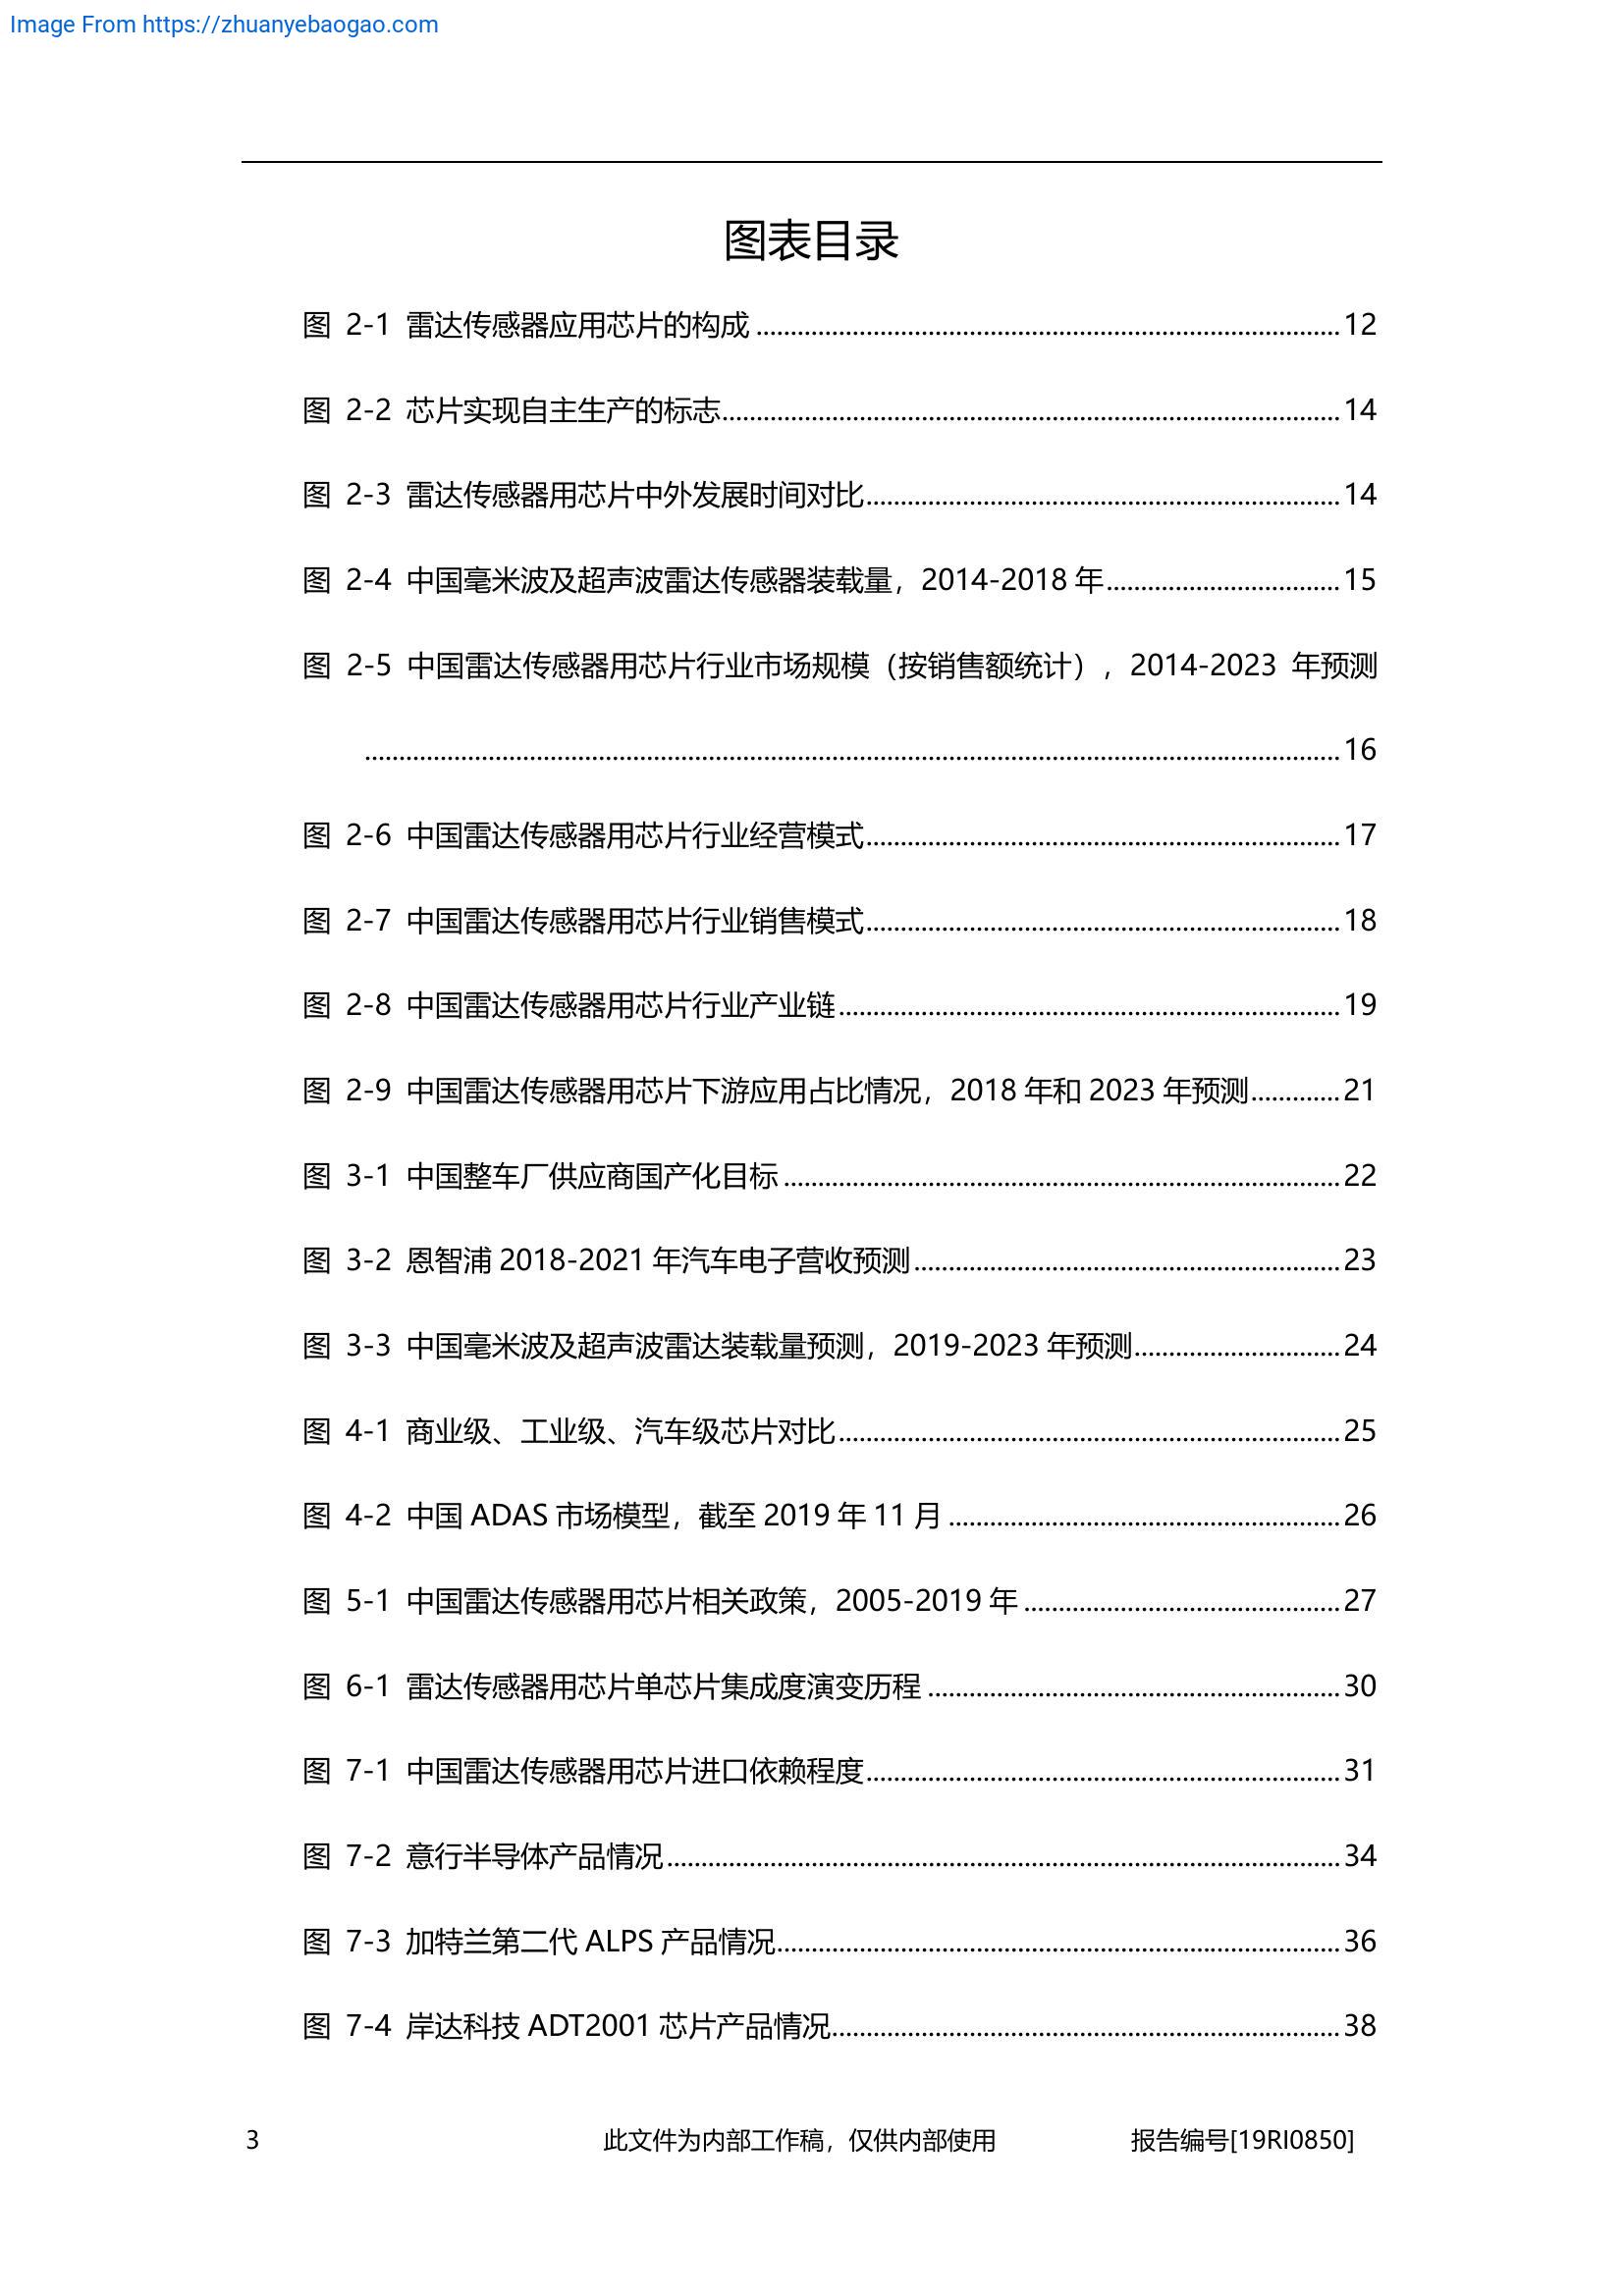 Image From https://zhuanyebaogao.com
图表目录
图 2-1 雷达传感器应用芯片的构成 ........ 12
图 2-2 芯片实现自主生产的标志........ 14
图 2-3 雷达传感器用芯片中外发展时间对比........ 14
图 2-4 中国毫米波及超声波雷达传感器装载量，2014-2018 年........ 15
图 2-5 中国雷达传感器用芯片行业市场规模（按销售额统计），2014-2023 年预测
........ 16
图 2-6 中国雷达传感器用芯片行业经营模式........ 17
图 2-7 中国雷达传感器用芯片行业销售模式........ 18
图 2-8 中国雷达传感器用芯片行业产业链........ 19
图 2-9 中国雷达传感器用芯片下游应用占比情况，2018 年和 2023 年预测........ 21
图 3-1 中国整车厂供应商国产化目标 ........ 22
图 3-2 恩智浦 2018-2021 年汽车电子营收预测........ 23
图 3-3 中国毫米波及超声波雷达装载量预测，2019-2023 年预测........ 24
图 4-1 商业级、工业级、汽车级芯片对比........ 25
图 4-2 中国 ADAS 市场模型，截至 2019 年 11 月 ........ 26
图 5-1 中国雷达传感器用芯片相关政策，2005-2019 年 ........ 27
图 6-1 雷达传感器用芯片单芯片集成度演变历程 ........ 30
图 7-1 中国雷达传感器用芯片进口依赖程度........ 31
图 7-2 意行半导体产品情况........ 34
图 7-3 加特兰第二代 ALPS 产品情况........ 36
图 7-4 岸达科技 ADT2001 芯片产品情况........ 38
3 此文件为内部工作稿，仅供内部使用 报告编号[19RI0850]